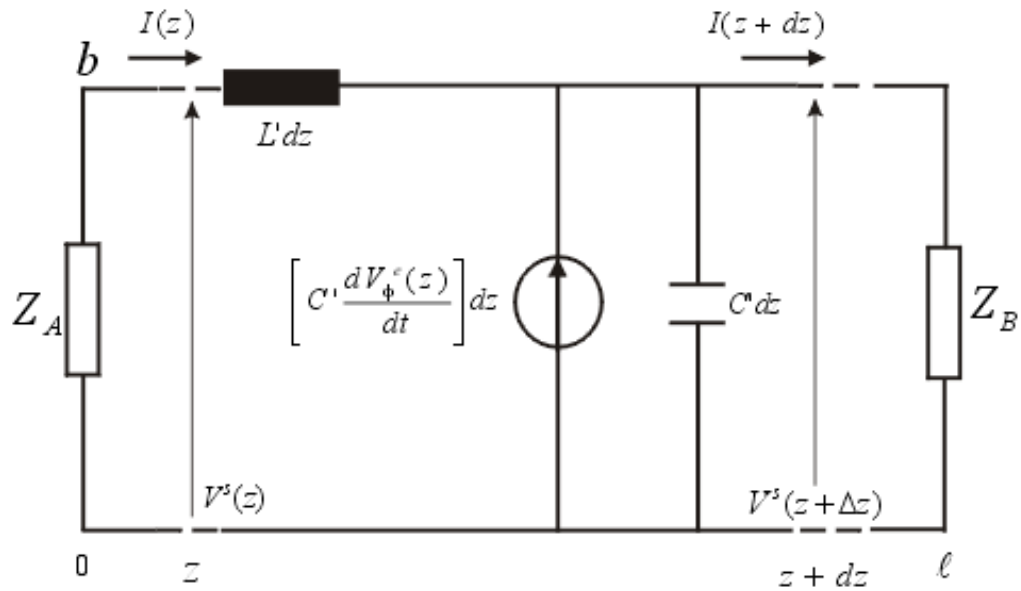 I(z)
I(z + dz)
b
L'dz
Z_A
[C' dV_ϕ^e(z)/dt] dz
C'dz
Z_B
V^s(z)
V^s(z+Δz)
0
z
z + dz
ℓ